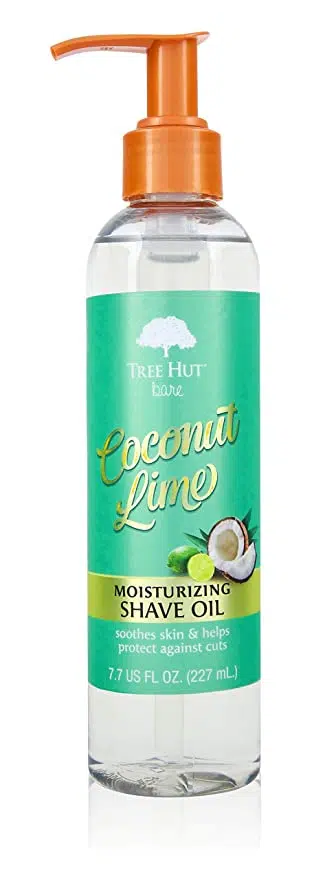 TREE HUT
bare
Coconut
Lime
MOISTURIZING
SHAVE OIL
soothes skin & helps
protect against cuts
7.7 US FL OZ. (227 mL.)